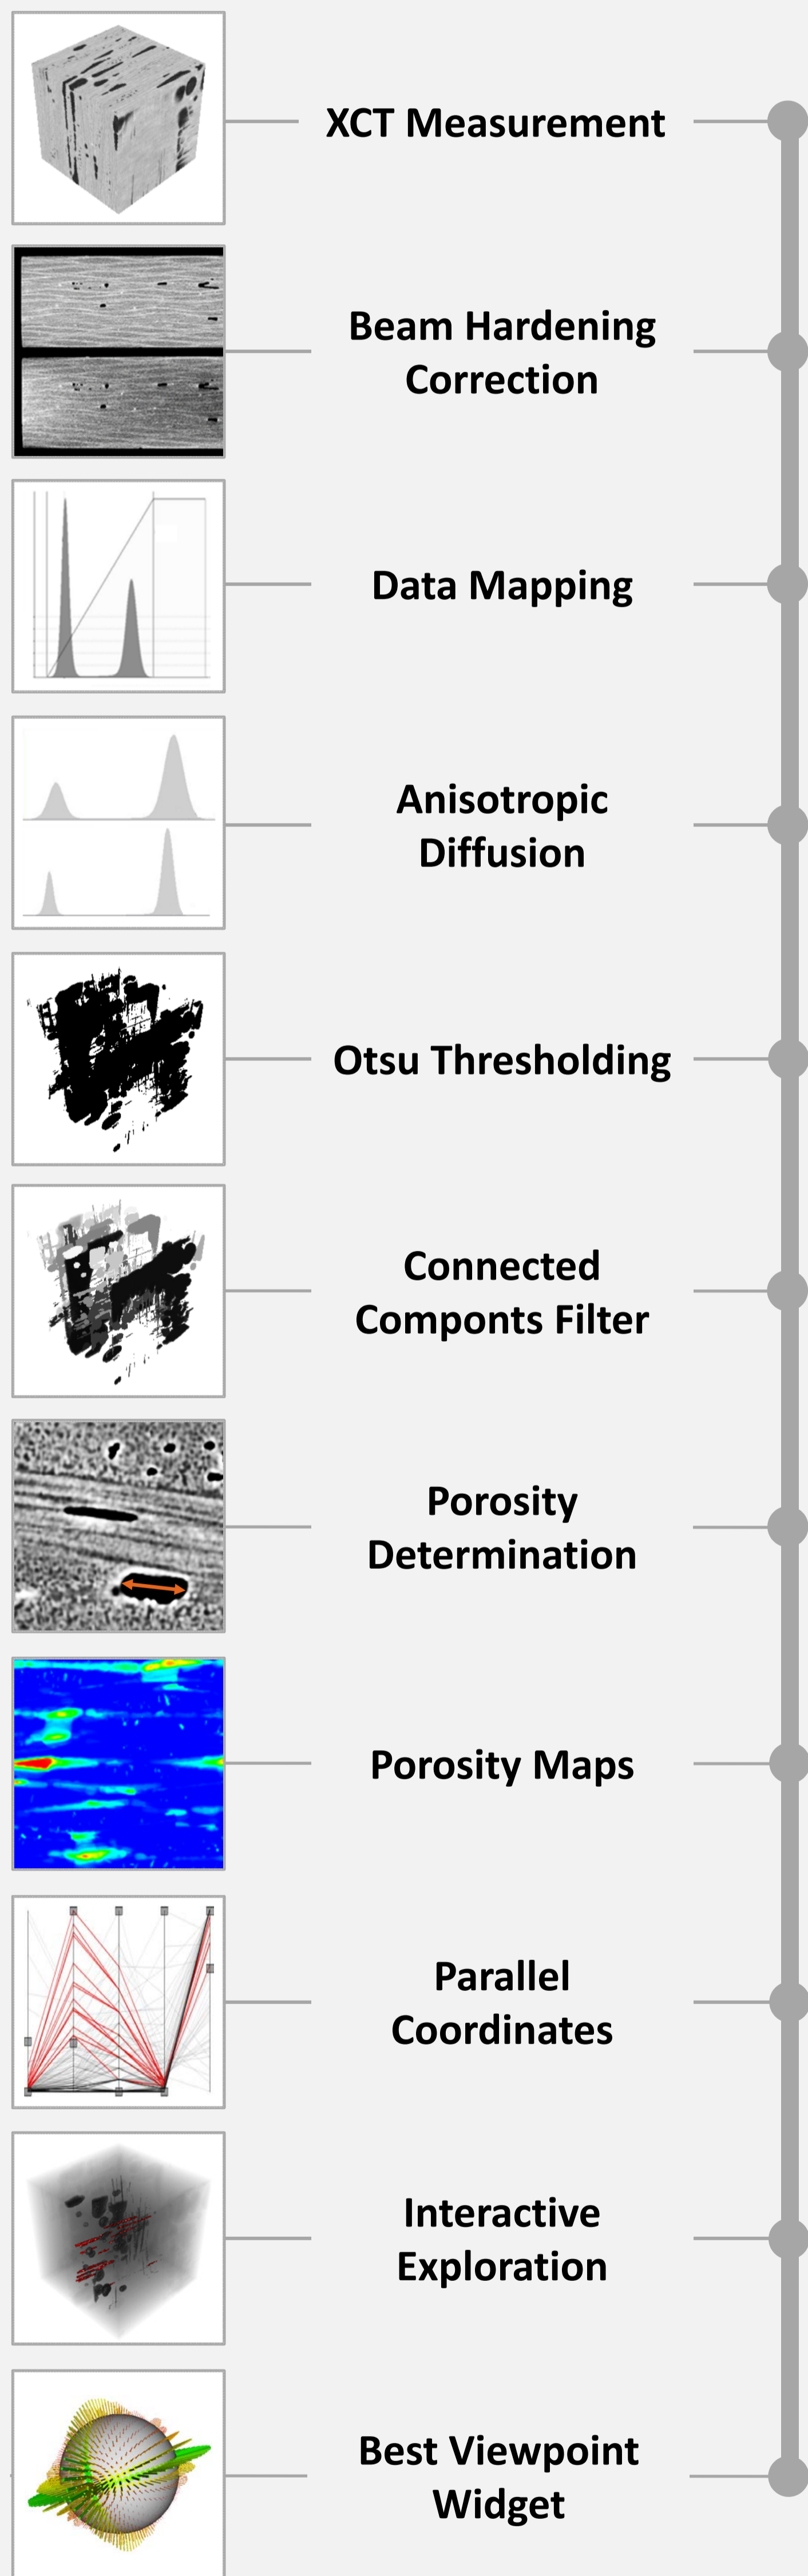 XCT Measurement
Beam Hardening
Correction
Data Mapping
Anisotropic
Diffusion
Otsu Thresholding
Connected
Componts Filter
Porosity
Determination
Porosity Maps
Parallel
Coordinates
Interactive
Exploration
Best Viewpoint
Widget